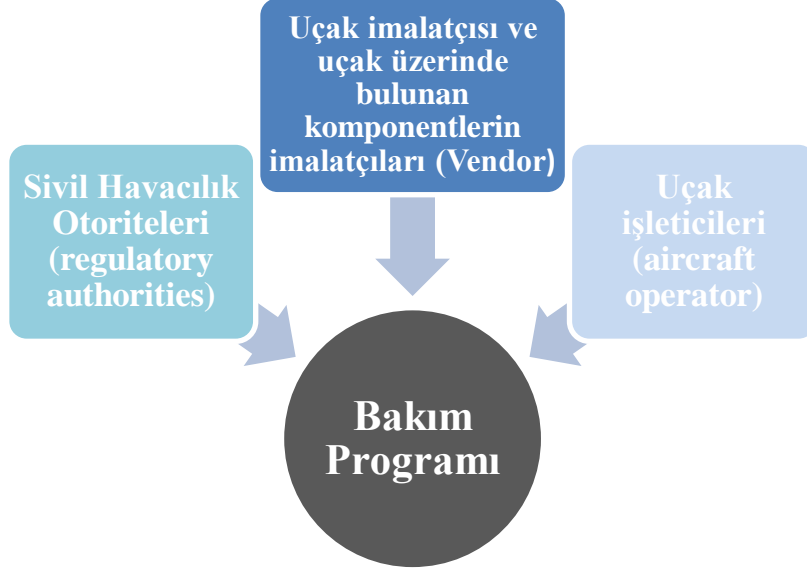 Uçak imalatçısı ve
uçak üzerinde
bulunan
komponentlerin
imalatçıları (Vendor)
Sivil Havacılık
Otoriteleri
(regulatory
authorities)
Uçak
işleticileri
(aircraft
operator)
Bakım
Programı